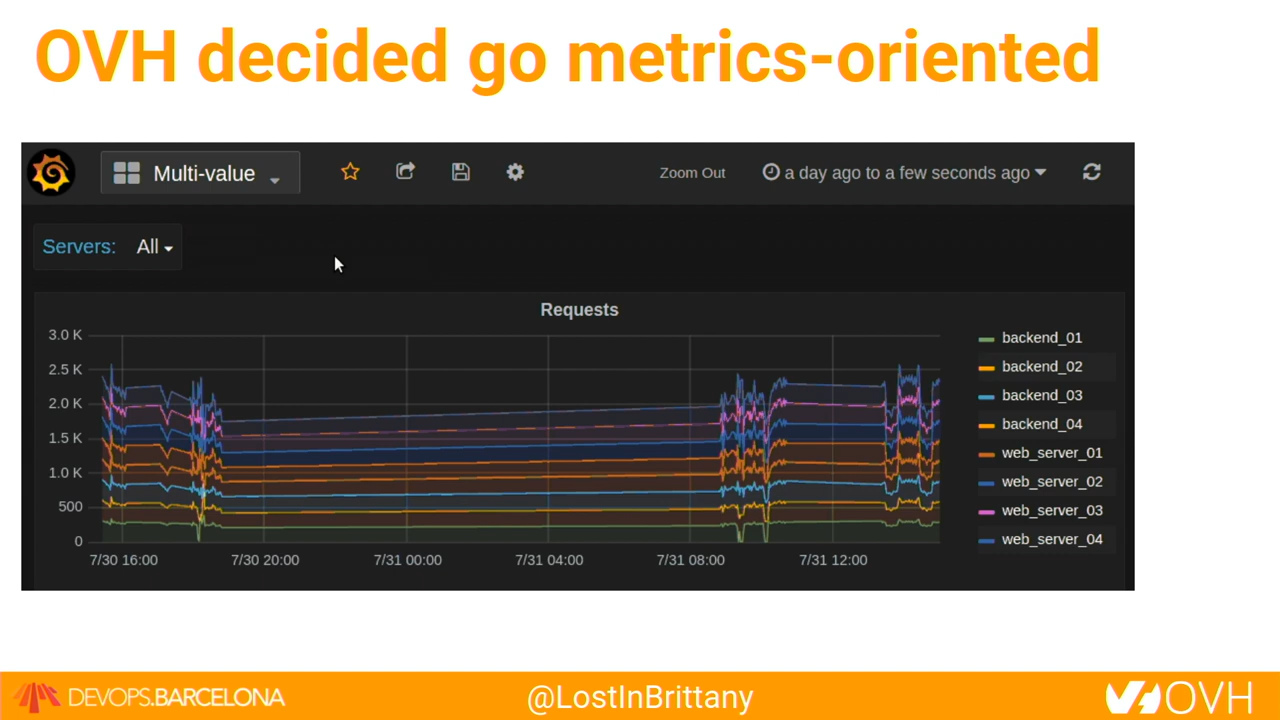 OVH decided go metrics-oriented
Multi-value
Zoom Out
a day ago to a few seconds ago
Servers: All
Requests
3.0 K
2.5 K
2.0 K
1.5 K
1.0 K
500
0
7/30 16:00 7/30 20:00 7/31 00:00 7/31 04:00 7/31 08:00 7/31 12:00
backend_01
backend_02
backend_03
backend_04
web_server_01
web_server_02
web_server_03
web_server_04
DEVOPS.BARCELONA
@LostInBrittany
OVH